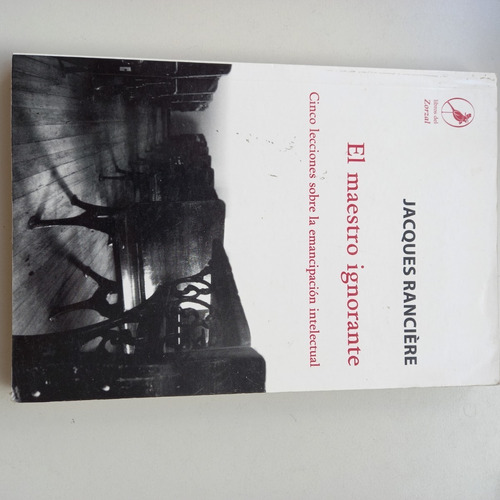 libros del
Zorzal
JACQUES RANCIÈRE
El maestro ignorante
Cinco lecciones sobre la emancipación intelectual